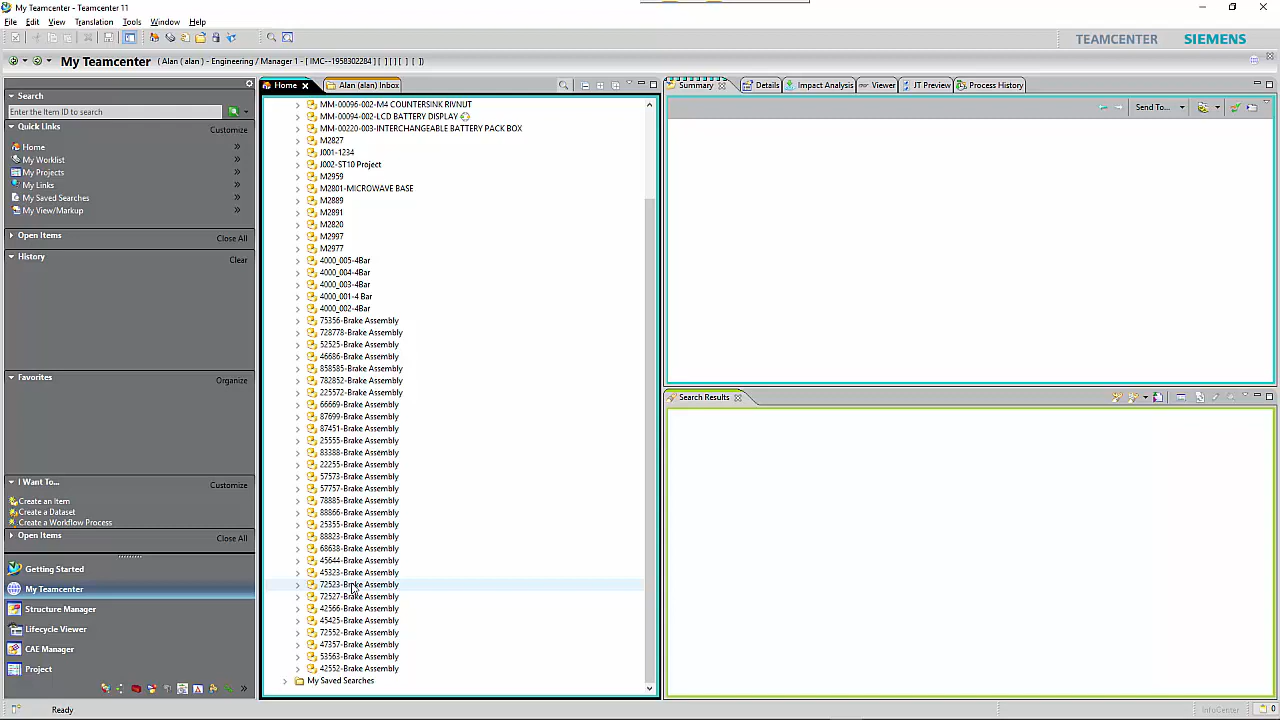 My Teamcenter - Teamcenter 11
File Edit View Translation Tools Window Help
TEAMCENTER SIEMENS
My Teamcenter ( Alan (alan) - Engineering / Manager 1 - [ IMC--1958302284 ] [ ] [ ] [ ] [ ])
Search
Enter the Item ID to search
Quick Links Customize
Home
My Worklist
My Projects
My Links
My Saved Searches
My View/Markup
Open Items Close All
History Clear
Favorites Organize
I Want To... Customize
Create an Item
Create a Dataset
Create a Workflow Process
Open Items Close All
Getting Started
My Teamcenter
Structure Manager
Lifecycle Viewer
CAE Manager
Project
Ready
Home Alan (alan) Inbox
MM-00096-002-M4 COUNTERSINK RIVNUT
MM-00094-002-LCD BATTERY DISPLAY
MM-00220-003-INTERCHANGEABLE BATTERY PACK BOX
M2827
J001-1234
J002-ST10 Project
M2959
M2801-MICROWAVE BASE
M2889
M2891
M2820
M2997
M2977
4000_005-4Bar
4000_004-4Bar
4000_003-4Bar
4000_001-4 Bar
4000_002-4Bar
75356-Brake Assembly
728778-Brake Assembly
52525-Brake Assembly
46686-Brake Assembly
858585-Brake Assembly
782852-Brake Assembly
225572-Brake Assembly
66669-Brake Assembly
87699-Brake Assembly
87451-Brake Assembly
25555-Brake Assembly
83388-Brake Assembly
22255-Brake Assembly
57573-Brake Assembly
57757-Brake Assembly
78885-Brake Assembly
88866-Brake Assembly
25355-Brake Assembly
88823-Brake Assembly
68638-Brake Assembly
45644-Brake Assembly
45323-Brake Assembly
72523-Brake Assembly
72527-Brake Assembly
42566-Brake Assembly
45425-Brake Assembly
72552-Brake Assembly
47357-Brake Assembly
53563-Brake Assembly
42552-Brake Assembly
My Saved Searches
Summary Details Impact Analysis Viewer JT Preview Process History
Send To...
Search Results
InfoCenter 0